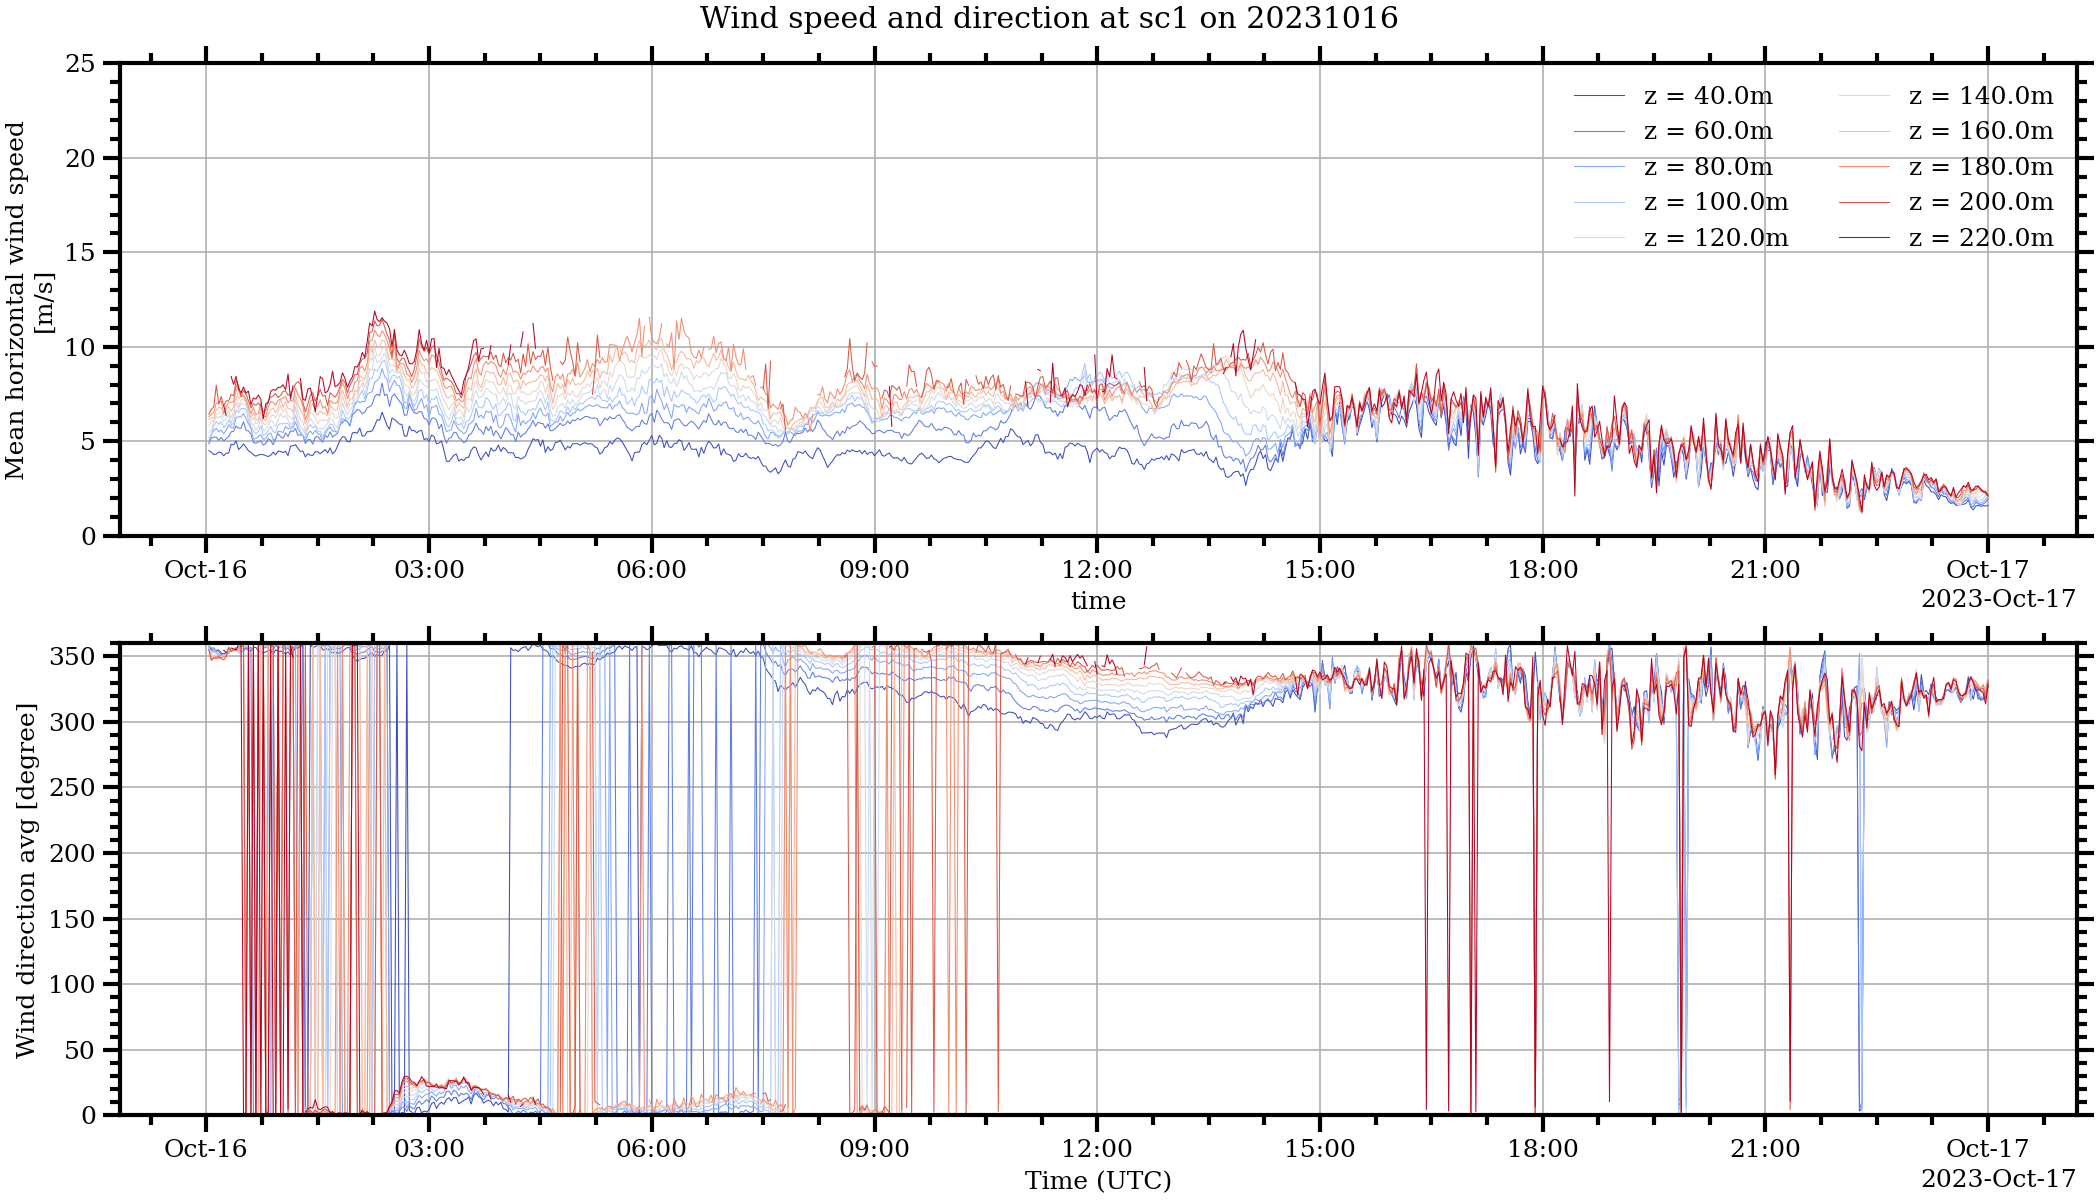 Wind speed and direction at sc1 on 20231016
Mean horizontal wind speed
[m/s]
25
20
15
10
5
0
z = 40.0m
z = 60.0m
z = 80.0m
z = 100.0m
z = 120.0m
z = 140.0m
z = 160.0m
z = 180.0m
z = 200.0m
z = 220.0m
Oct-16 03:00 06:00 09:00 12:00 15:00 18:00 21:00 Oct-17
time
2023-Oct-17
Wind direction avg [degree]
350
300
250
200
150
100
50
0
Oct-16 03:00 06:00 09:00 12:00 15:00 18:00 21:00 Oct-17
Time (UTC)
2023-Oct-17